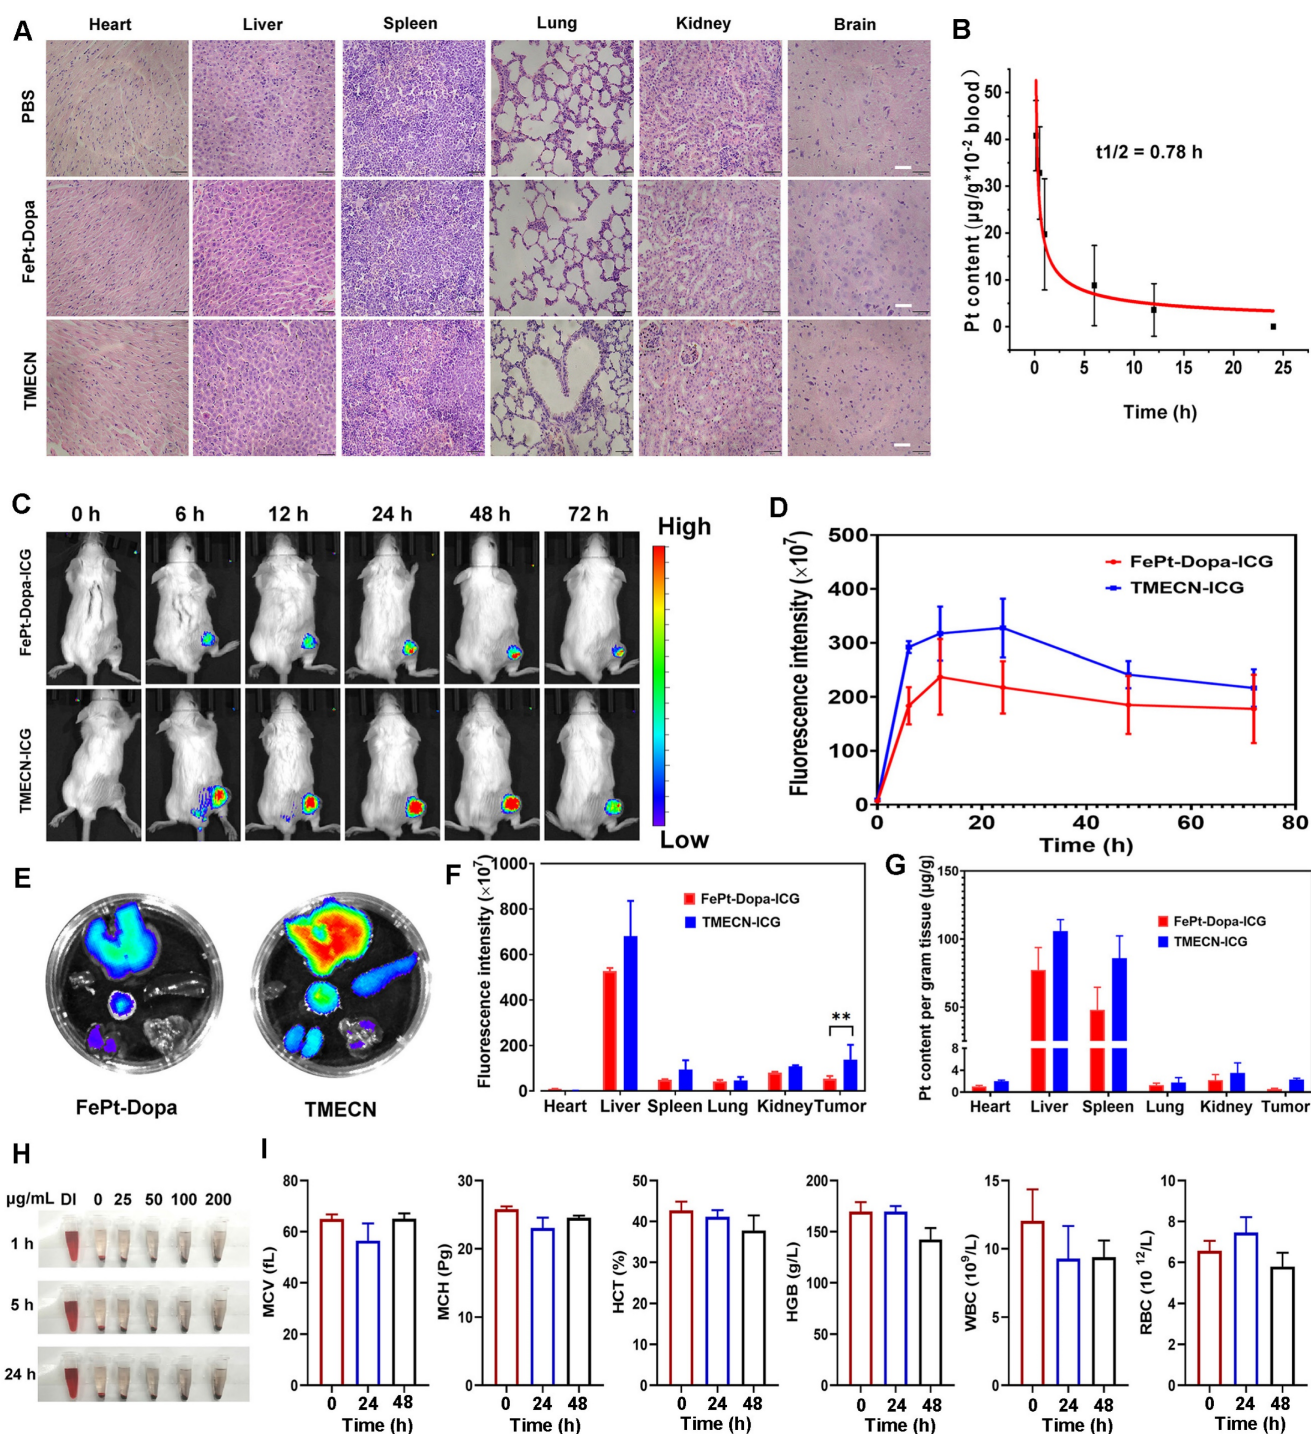 A
Heart Liver Spleen Lung Kidney Brain
PBS
FePt-Dopa
TMECN
B
Pt content (µg/g*10⁻² blood)
50
40
30
20
10
0
t1/2 = 0.78 h
0 5 10 15 20 25
Time (h)
C
0 h 6 h 12 h 24 h 48 h 72 h
FePt-Dopa-ICG
TMECN-ICG
High
Low
D
Fluorescence intensity (×10⁷)
500
400
300
200
100
0
FePt-Dopa-ICG
TMECN-ICG
0 20 40 60 80
Time (h)
E
FePt-Dopa TMECN
F
Fluorescence intensity (×10⁷)
1000
800
600
400
200
0
FePt-Dopa-ICG
TMECN-ICG
**
Heart Liver Spleen Lung Kidney Tumor
G
Pt content per gram tissue (µg/g)
150
100
50
8
4
0
FePt-Dopa-ICG
TMECN-ICG
Heart Liver Spleen Lung Kidney Tumor
H
µg/mL DI 0 25 50 100 200
1 h
5 h
24 h
I
MCV (fL)
80
60
40
20
0
0 24 48
Time (h)
MCH (Pg)
30
20
10
0
0 24 48
Time (h)
HCT (%)
50
40
30
20
10
0
0 24 48
Time (h)
HGB (g/L)
200
150
100
50
0
0 24 48
Time (h)
WBC (10⁹/L)
15
10
5
0
0 24 48
Time (h)
RBC (10 ¹²/L)
10
8
6
4
2
0
0 24 48
Time (h)